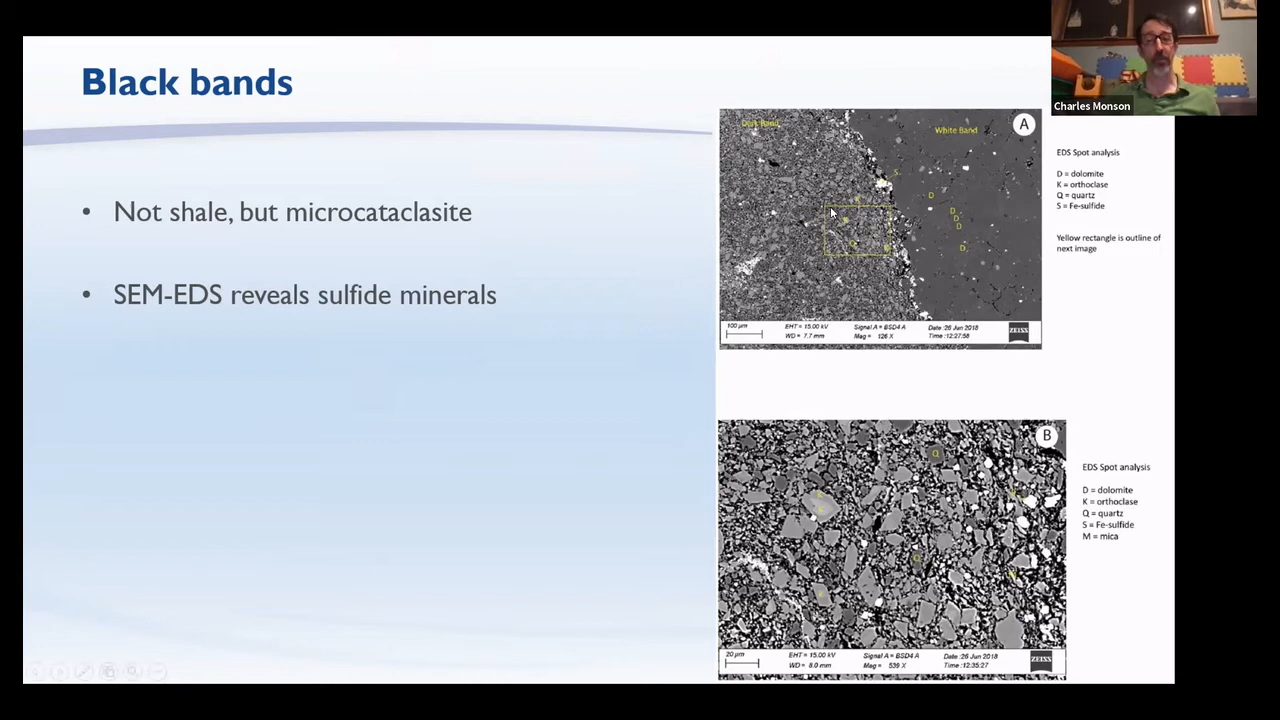 Black bands
• Not shale, but microcataclasite
• SEM-EDS reveals sulfide minerals
Charles Monson
Dark Band
White Band
A
S
K
D
D
D
D
D
Q
100 µm
EHT = 15.00 kV
WD = 7.7 mm
Signal A = BSD4 A
Mag = 126 X
Date :26 Jun 2018
Time :12:27:58
ZEISS
EDS Spot analysis
D = dolomite
K = orthoclase
Q = quartz
S = Fe-sulfide
Yellow rectangle is outline of
next image
B
Q
K
20 µm
EHT = 15.00 kV
WD = 8.0 mm
Signal A = BSD4 A
Mag = 539 X
Date :26 Jun 2018
Time :12:35:27
ZEISS
EDS Spot analysis
D = dolomite
K = orthoclase
Q = quartz
S = Fe-sulfide
M = mica